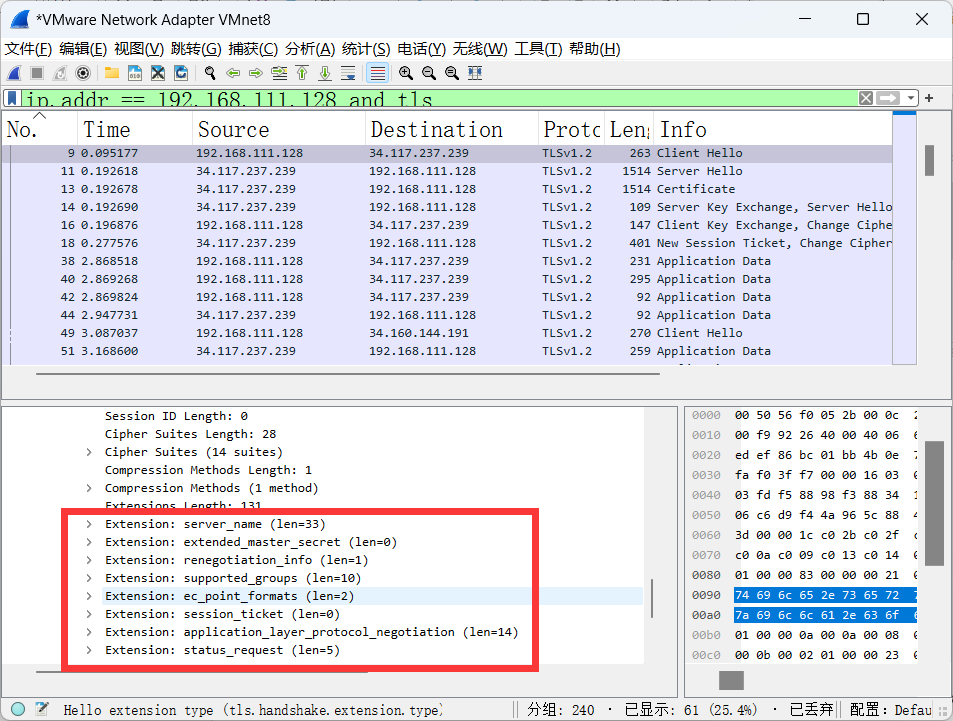 *VMware Network Adapter VMnet8
文件(F) 编辑(E) 视图(V) 跳转(G) 捕获(C) 分析(A) 统计(S) 电话(Y) 无线(W) 工具(T) 帮助(H)
ip.addr == 192.168.111.128 and tls
No. Time Source Destination Protc Leng Info
9 0.095177 192.168.111.128 34.117.237.239 TLSv1.2 263 Client Hello
11 0.192618 34.117.237.239 192.168.111.128 TLSv1.2 1514 Server Hello
13 0.192678 34.117.237.239 192.168.111.128 TLSv1.2 1514 Certificate
14 0.192690 34.117.237.239 192.168.111.128 TLSv1.2 109 Server Key Exchange, Server Hello
16 0.196876 192.168.111.128 34.117.237.239 TLSv1.2 147 Client Key Exchange, Change Ciphe
18 0.277576 34.117.237.239 192.168.111.128 TLSv1.2 401 New Session Ticket, Change Cipher
38 2.868518 192.168.111.128 34.117.237.239 TLSv1.2 231 Application Data
40 2.869268 192.168.111.128 34.117.237.239 TLSv1.2 295 Application Data
42 2.869824 192.168.111.128 34.117.237.239 TLSv1.2 92 Application Data
44 2.947731 34.117.237.239 192.168.111.128 TLSv1.2 92 Application Data
49 3.087037 192.168.111.128 34.160.144.191 TLSv1.2 270 Client Hello
51 3.168600 34.117.237.239 192.168.111.128 TLSv1.2 259 Application Data
Session ID Length: 0
Cipher Suites Length: 28
Cipher Suites (14 suites)
Compression Methods Length: 1
Compression Methods (1 method)
Extensions Length: 131
Extension: server_name (len=33)
Extension: extended_master_secret (len=0)
Extension: renegotiation_info (len=1)
Extension: supported_groups (len=10)
Extension: ec_point_formats (len=2)
Extension: session_ticket (len=0)
Extension: application_layer_protocol_negotiation (len=14)
Extension: status_request (len=5)
0000 00 50 56 f0 05 2b 00 0c 2
0010 00 f9 92 26 40 00 40 06 6
0020 ed ef 86 bc 01 bb 4b 0e 7
0030 fa f0 3f f7 00 00 16 03 0
0040 03 fd f5 88 98 f3 88 34 1
0050 06 c6 d9 f4 4a 96 5c 88 4
0060 3d 00 00 1c c0 2b c0 2f c
0070 c0 0a c0 09 c0 13 c0 14 0
0080 01 00 00 83 00 00 00 21 0
0090 74 69 6c 65 2e 73 65 72 7
00a0 7a 69 6c 6c 61 2e 63 6f 6
00b0 01 00 00 0a 00 0a 00 08 0
00c0 00 0b 00 02 01 00 00 23 0
Hello extension type (tls.handshake.extension.type) 分组: 240 · 已显示: 61 (25.4%) · 已丢弃 配置: Defau